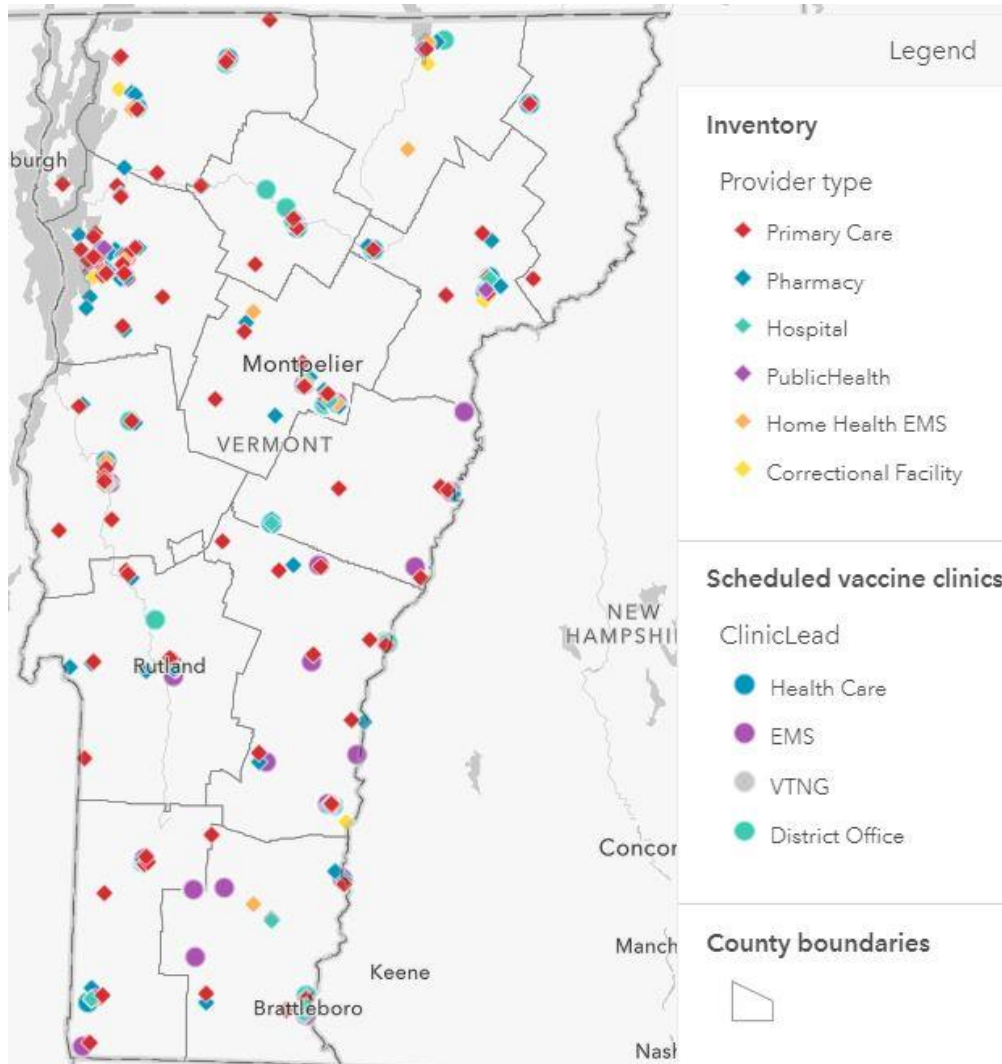 Legend
Inventory
Provider type
Primary Care
Pharmacy
Hospital
PublicHealth
Home Health EMS
Correctional Facility
Scheduled vaccine clinics
ClinicLead
Health Care
EMS
VTNG
District Office
County boundaries
burgh
Montpelier
VERMONT
NEW
HAMPSHI
Rutland
Concor
Manch
Keene
Brattleboro
Nash